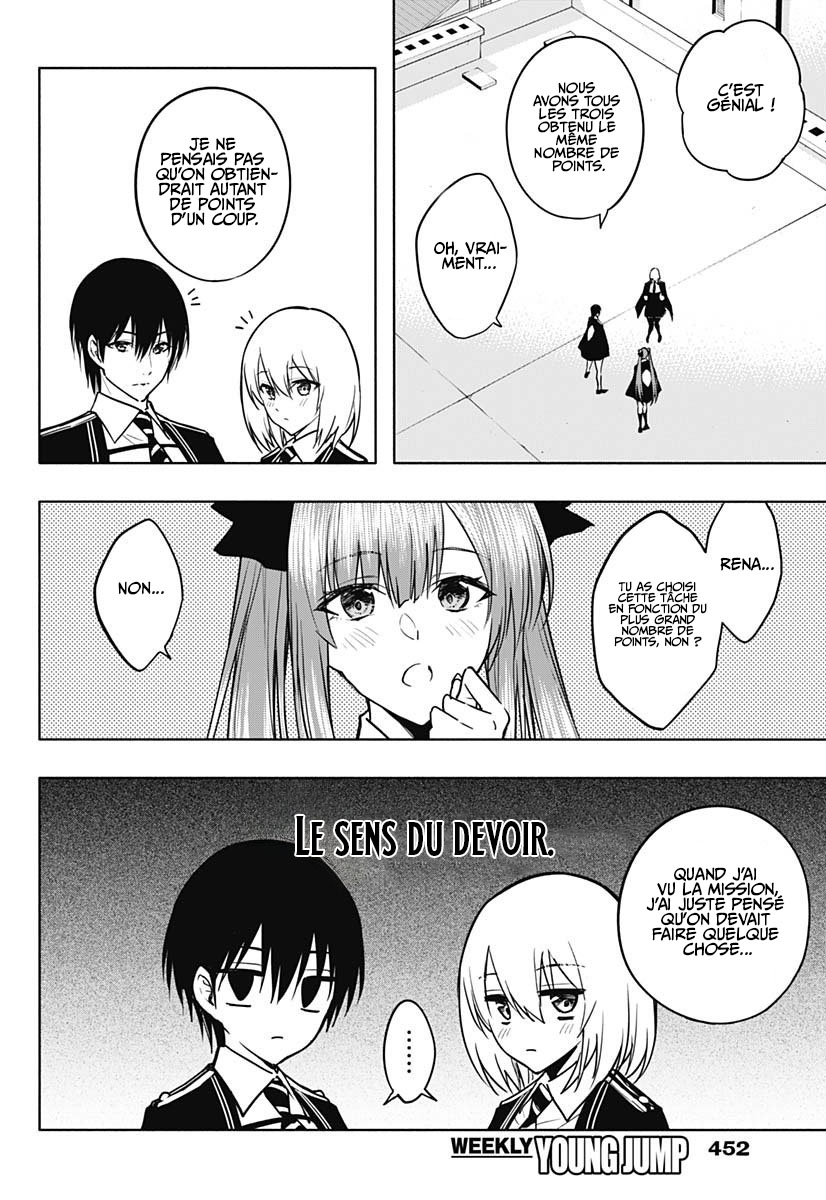 C'EST
GÉNIAL !
NOUS
AVONS TOUS
LES TROIS
OBTENU LE
MÊME
NOMBRE DE
POINTS.
OH, VRAI-
MENT...
JE NE
PENSAIS PAS
QU'ON OBTIEN-
DRAIT AUTANT
DE POINTS
D'UN COUP.
RENA...
TU AS CHOISI
CETTE TÂCHE
EN FONCTION DU
PLUS GRAND
NOMBRE DE
POINTS, NON ?
NON...
QUAND J'AI
VU LA MISSION,
J'AI JUSTE PENSÉ
QU'ON DEVAIT
FAIRE QUELQUE
CHOSE...
LE SENS DU DEVOIR.
......
WEEKLY YOUNG JUMP 452